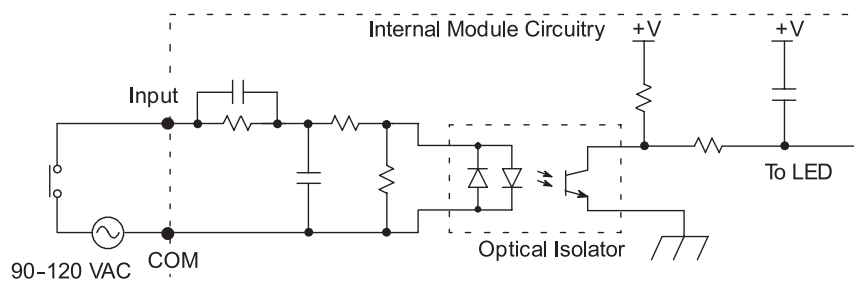 Internal Module Circuitry
+V
+V
Input
To LED
Optical Isolator
COM
90–120 VAC